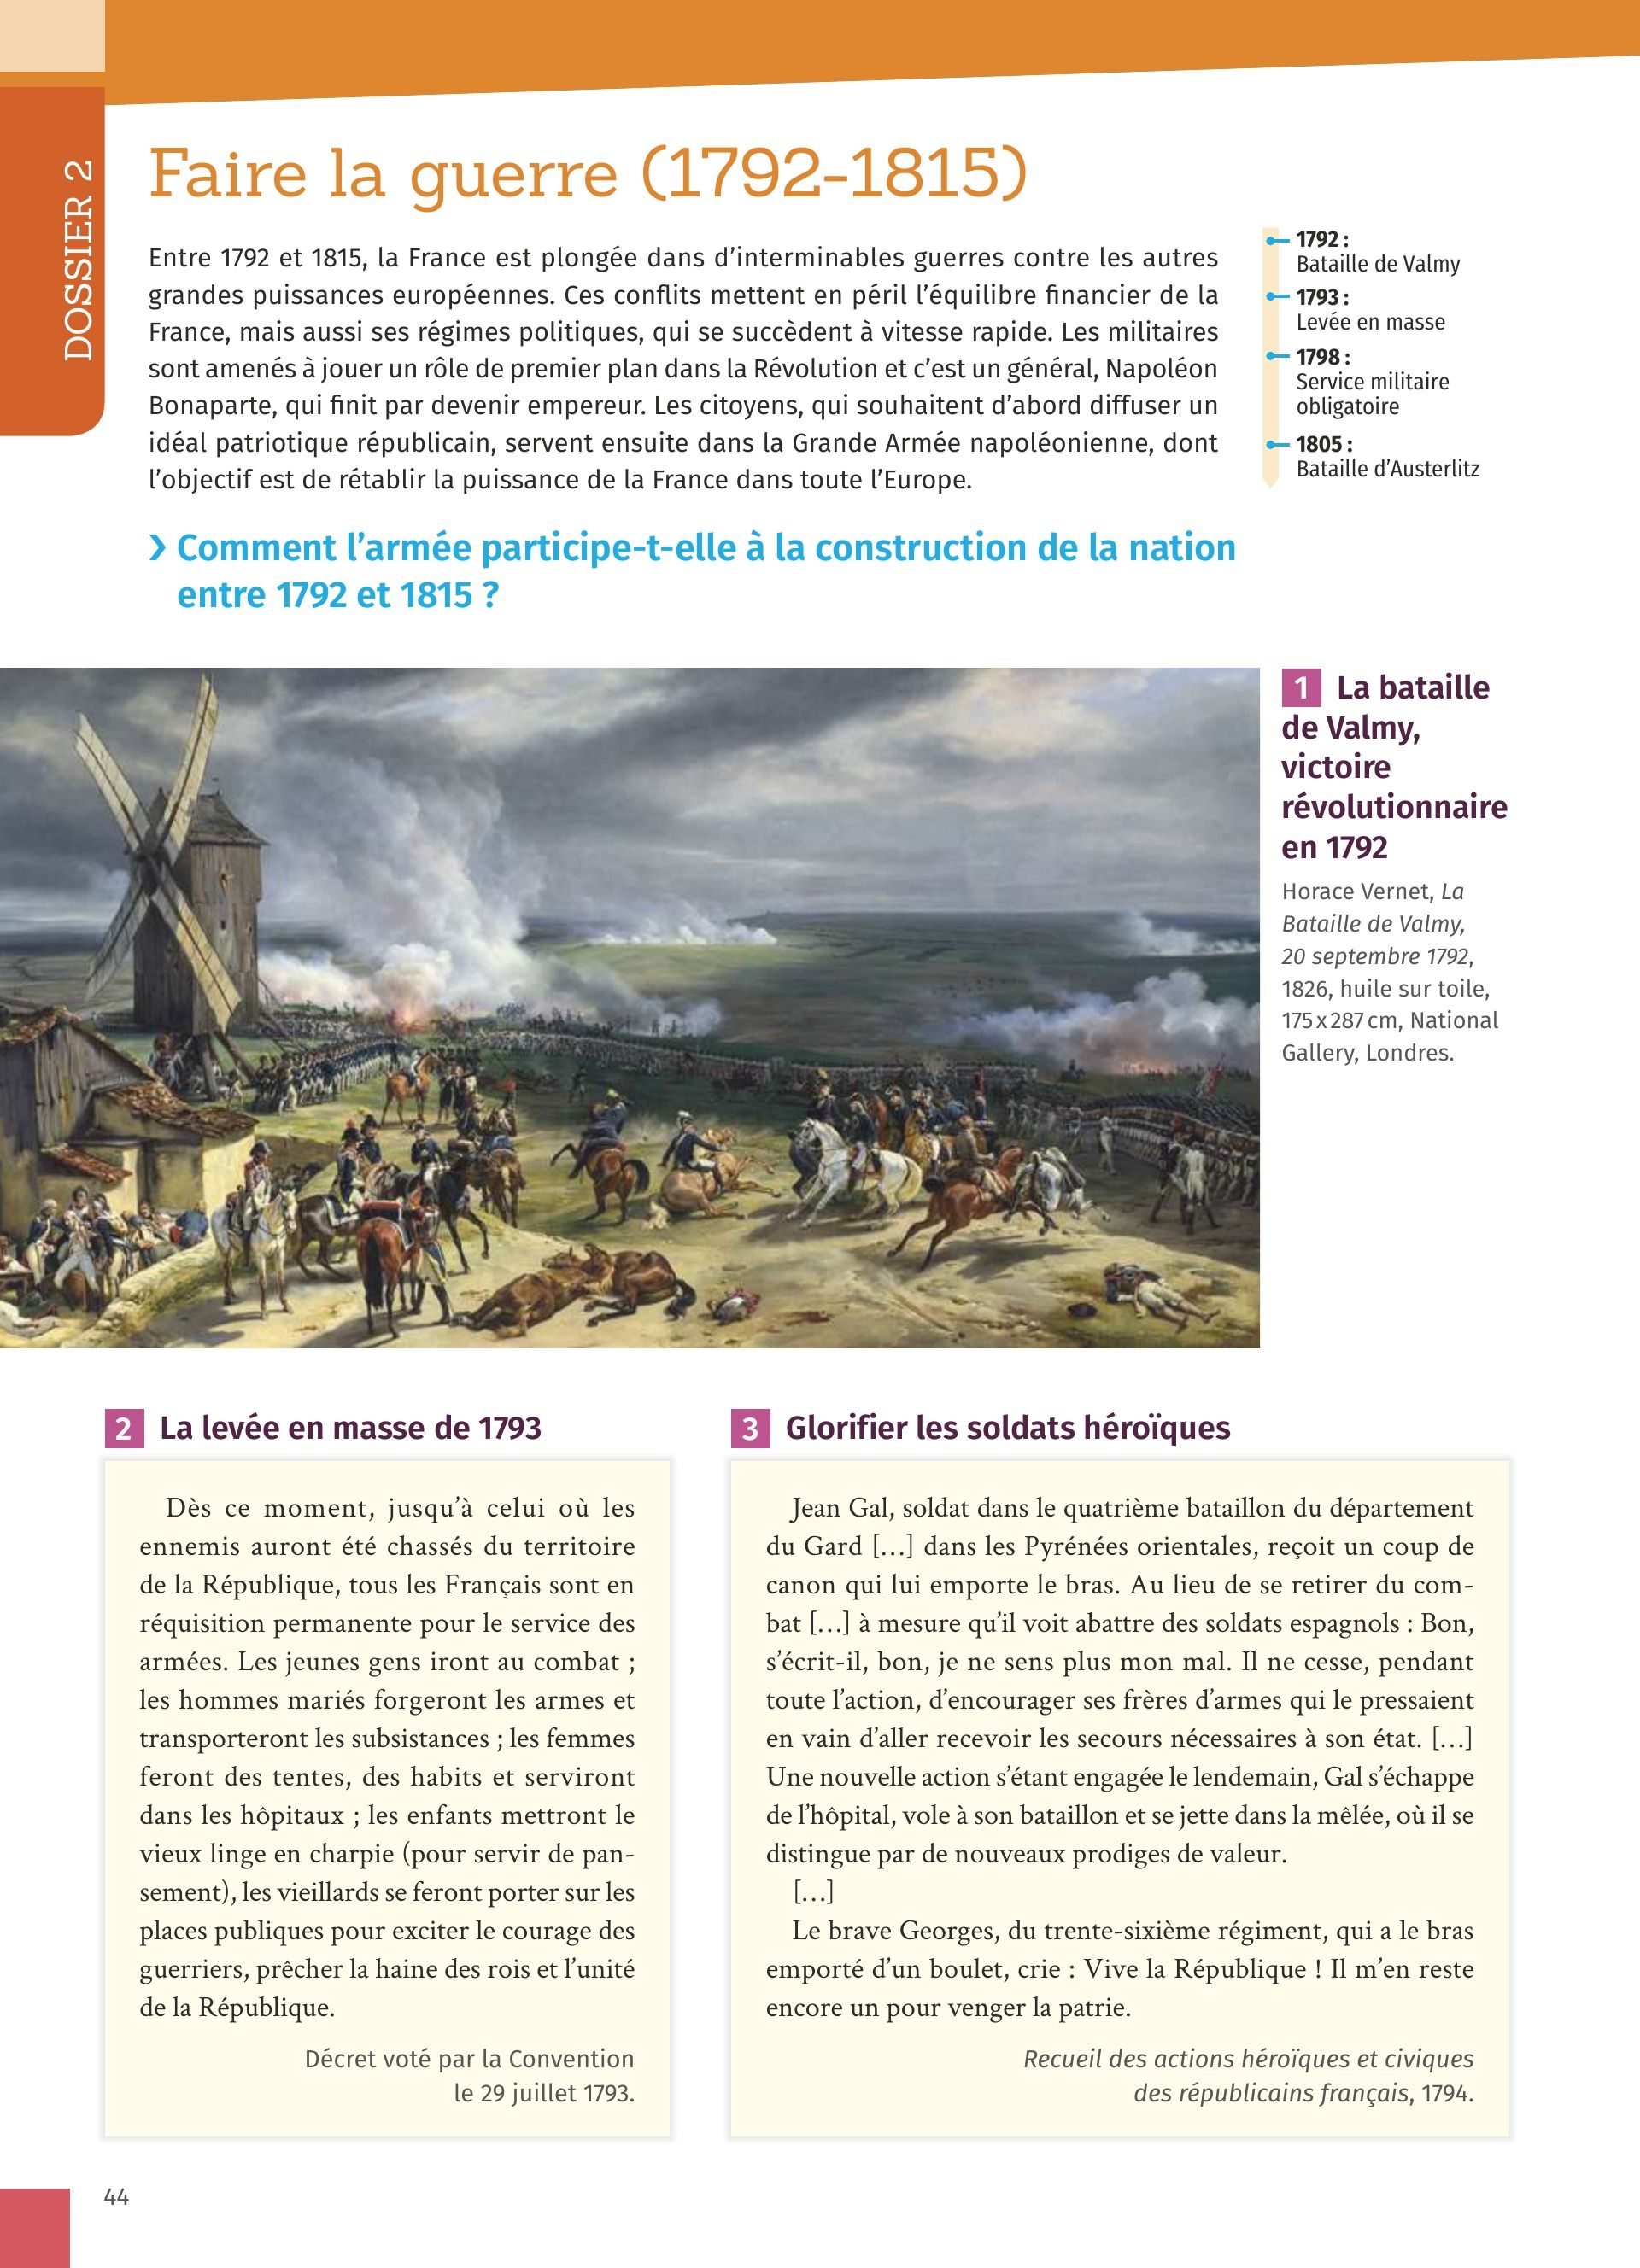 DOSSIER 2
Faire la guerre (1792-1815)
Entre 1792 et 1815, la France est plongée dans d’interminables guerres contre les autres
grandes puissances européennes. Ces conflits mettent en péril l’équilibre financier de la
France, mais aussi ses régimes politiques, qui se succèdent à vitesse rapide. Les militaires
sont amenés à jouer un rôle de premier plan dans la Révolution et c’est un général, Napoléon
Bonaparte, qui finit par devenir empereur. Les citoyens, qui souhaitent d’abord diffuser un
idéal patriotique républicain, servent ensuite dans la Grande Armée napoléonienne, dont
l’objectif est de rétablir la puissance de la France dans toute l’Europe.
1792 :
Bataille de Valmy
1793 :
Levée en masse
1798 :
Service militaire
obligatoire
1805 :
Bataille d’Austerlitz
› Comment l’armée participe-t-elle à la construction de la nation
entre 1792 et 1815 ?
1 La bataille
de Valmy,
victoire
révolutionnaire
en 1792
Horace Vernet, La
Bataille de Valmy,
20 septembre 1792,
1826, huile sur toile,
175 x 287 cm, National
Gallery, Londres.
2 La levée en masse de 1793
Dès ce moment, jusqu’à celui où les
ennemis auront été chassés du territoire
de la République, tous les Français sont en
réquisition permanente pour le service des
armées. Les jeunes gens iront au combat ;
les hommes mariés forgeront les armes et
transporteront les subsistances ; les femmes
feront des tentes, des habits et serviront
dans les hôpitaux ; les enfants mettront le
vieux linge en charpie (pour servir de pan-
sement), les vieillards se feront porter sur les
places publiques pour exciter le courage des
guerriers, prêcher la haine des rois et l’unité
de la République.
Décret voté par la Convention
le 29 juillet 1793.
3 Glorifier les soldats héroïques
Jean Gal, soldat dans le quatrième bataillon du département
du Gard […] dans les Pyrénées orientales, reçoit un coup de
canon qui lui emporte le bras. Au lieu de se retirer du com-
bat […] à mesure qu’il voit abattre des soldats espagnols : Bon,
s’écrit-il, bon, je ne sens plus mon mal. Il ne cesse, pendant
toute l’action, d’encourager ses frères d’armes qui le pressaient
en vain d’aller recevoir les secours nécessaires à son état. […]
Une nouvelle action s’étant engagée le lendemain, Gal s’échappe
de l’hôpital, vole à son bataillon et se jette dans la mêlée, où il se
distingue par de nouveaux prodiges de valeur.
[…]
Le brave Georges, du trente-sixième régiment, qui a le bras
emporté d’un boulet, crie : Vive la République ! Il m’en reste
encore un pour venger la patrie.
Recueil des actions héroïques et civiques
des républicains français, 1794.
44